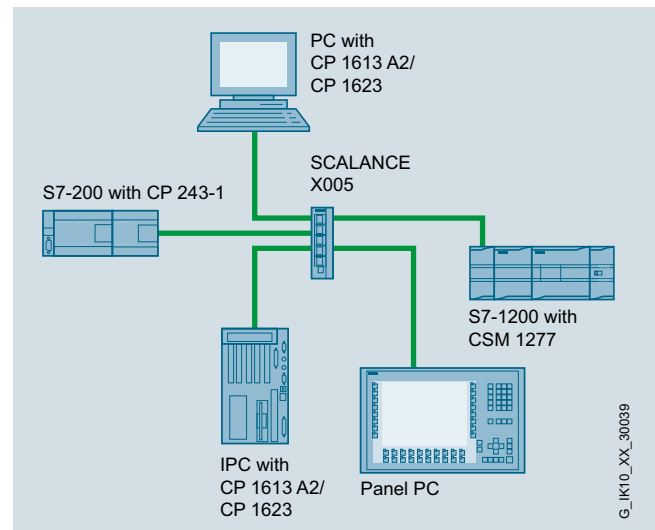 PC with
CP 1613 A2/
CP 1623
SCALANCE
X005
S7-200 with CP 243-1
S7-1200 with
CSM 1277
IPC with
CP 1613 A2/
CP 1623
Panel PC
G_IK10_XX_30039